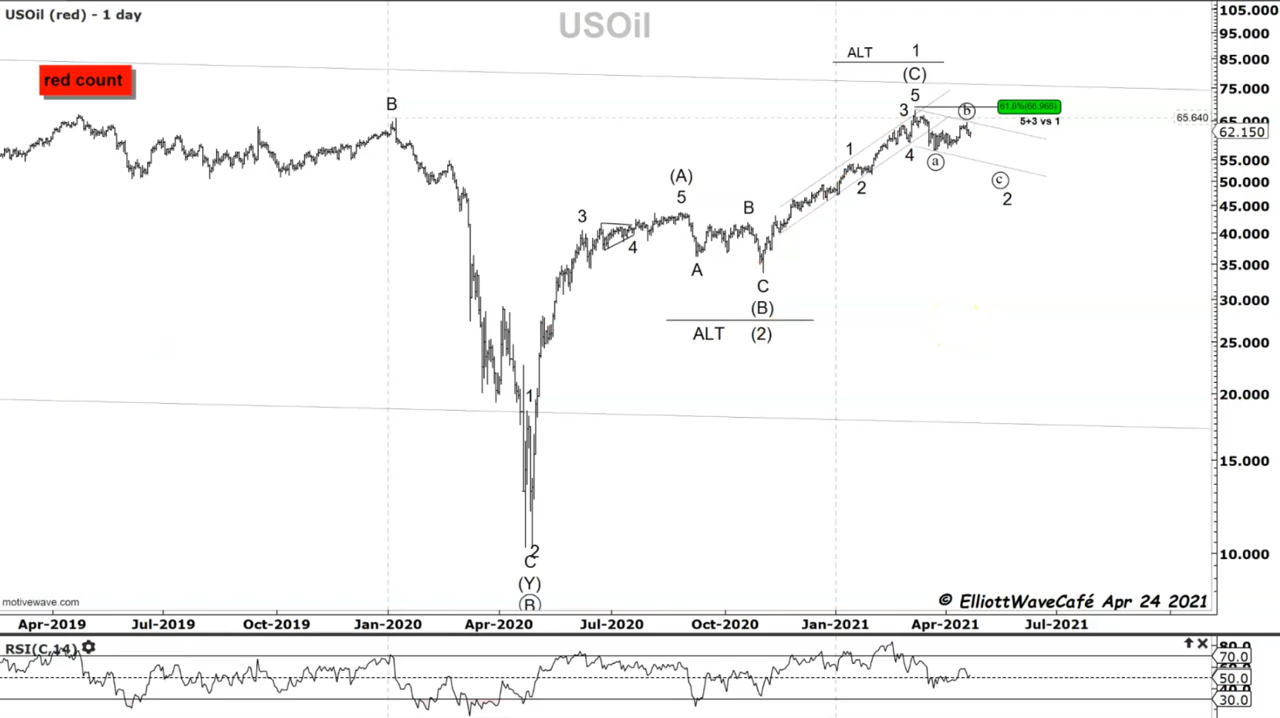 USOil (red) - 1 day
USOil
red count
ALT 1
(C)
5
3
B
b
61.8%(68.968)
5+3 vs 1
1
4
a
2
c
2
(A)
5
B
3
4
A
C
(B)
ALT (2)
1
2
C
(Y)
B
105.000
95.000
85.000
75.000
65.000
65.640
62.150
55.000
50.000
45.000
40.000
35.000
30.000
25.000
20.000
15.000
10.000
motivewave.com
© ElliottWaveCafé Apr 24 2021
Apr-2019 Jul-2019 Oct-2019 Jan-2020 Apr-2020 Jul-2020 Oct-2020 2021 Apr-2021 Jul-2021
RSI(C,14)
80.0
70.0
50.0
30.0